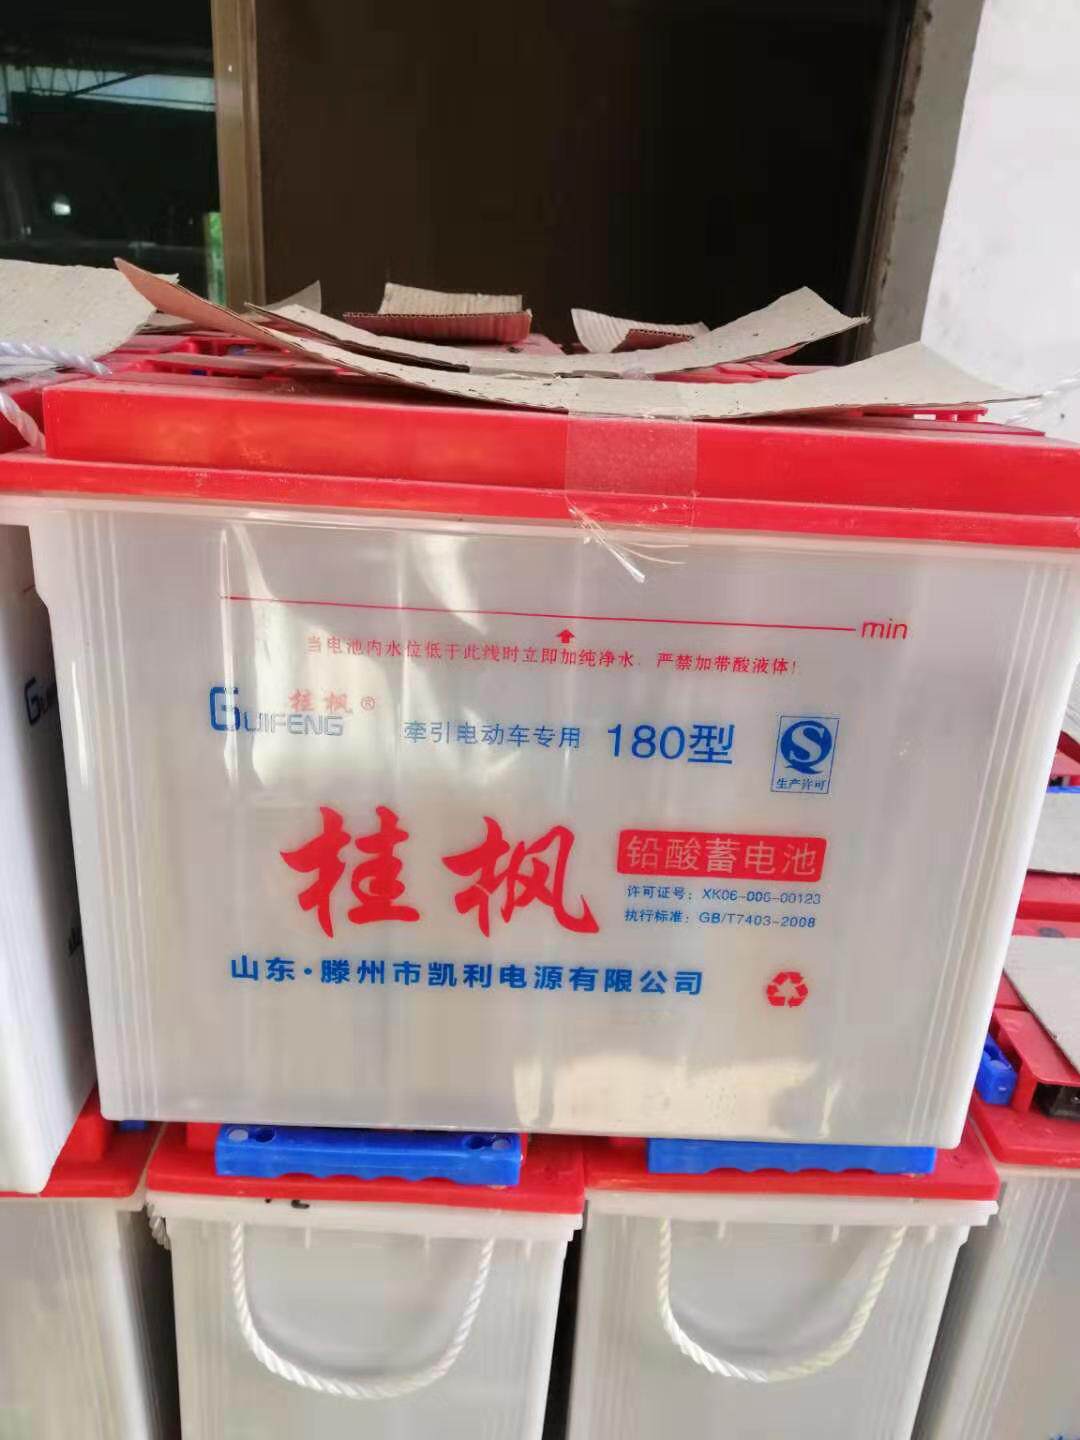 min
当电池内水位低于此线时立即加纯净水，严禁加带酸液体！
GUIFENG 桂枫® 牵引电动车专用 180型
生产许可
桂枫 铅酸蓄电池
许可证号：XK06-006-00123
执行标准：GB/T7403-2008
山东·滕州市凯利电源有限公司